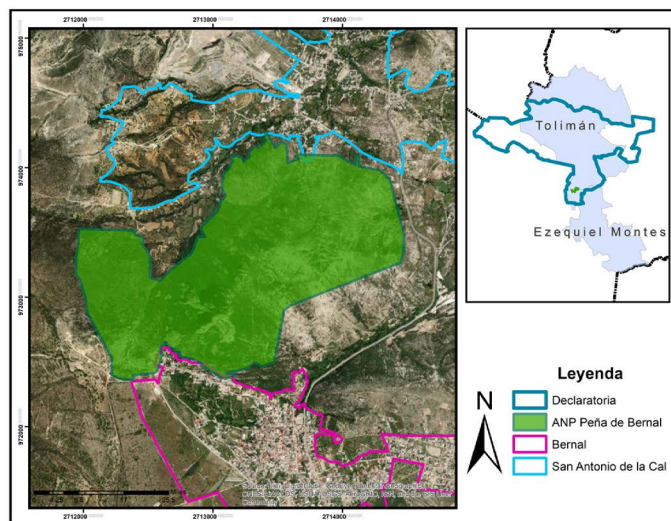 2712000
2713000
2714000
975000
974000
973000
972000
Tolimán
Ezequiel Montes
Leyenda
N
Declaratoria
ANP Peña de Bernal
Bernal
San Antonio de la Cal
2712000
2713000
2714000